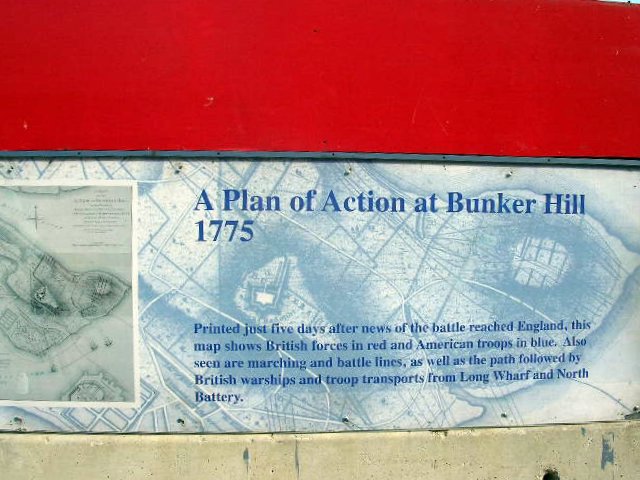 A Plan of Action at Bunker Hill
1775
Printed just five days after news of the battle reached England, this
map shows British forces in red and American troops in blue. Also
seen are marching and battle lines, as well as the path followed by
British warships and troop transports from Long Wharf and North
Battery.